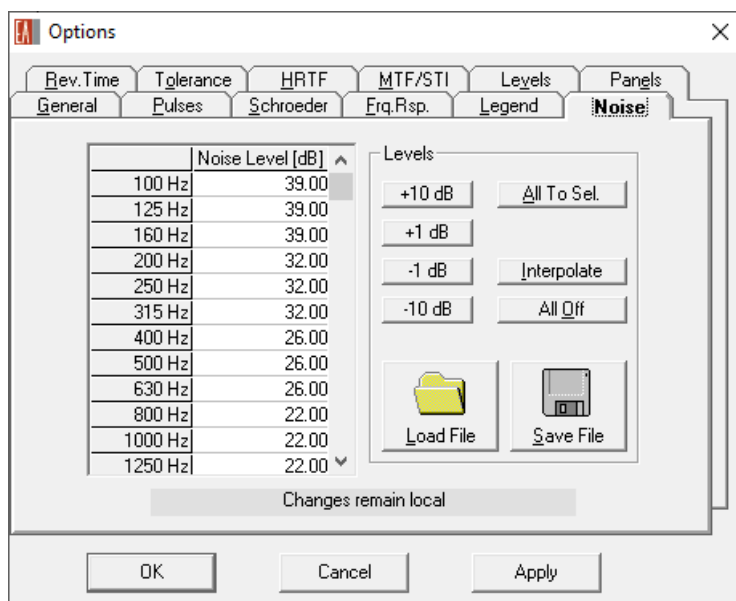 EA Options
Rev.Time Tolerance HRTF MTF/STI Levels Panels
General Pulses Schroeder Frq.Rsp. Legend Noise
Noise Level [dB]
100 Hz 39.00
125 Hz 39.00
160 Hz 39.00
200 Hz 32.00
250 Hz 32.00
315 Hz 32.00
400 Hz 26.00
500 Hz 26.00
630 Hz 26.00
800 Hz 22.00
1000 Hz 22.00
1250 Hz 22.00
Levels
+10 dB All To Sel.
+1 dB
-1 dB Interpolate
-10 dB All Off
Load File Save File
Changes remain local
OK Cancel Apply